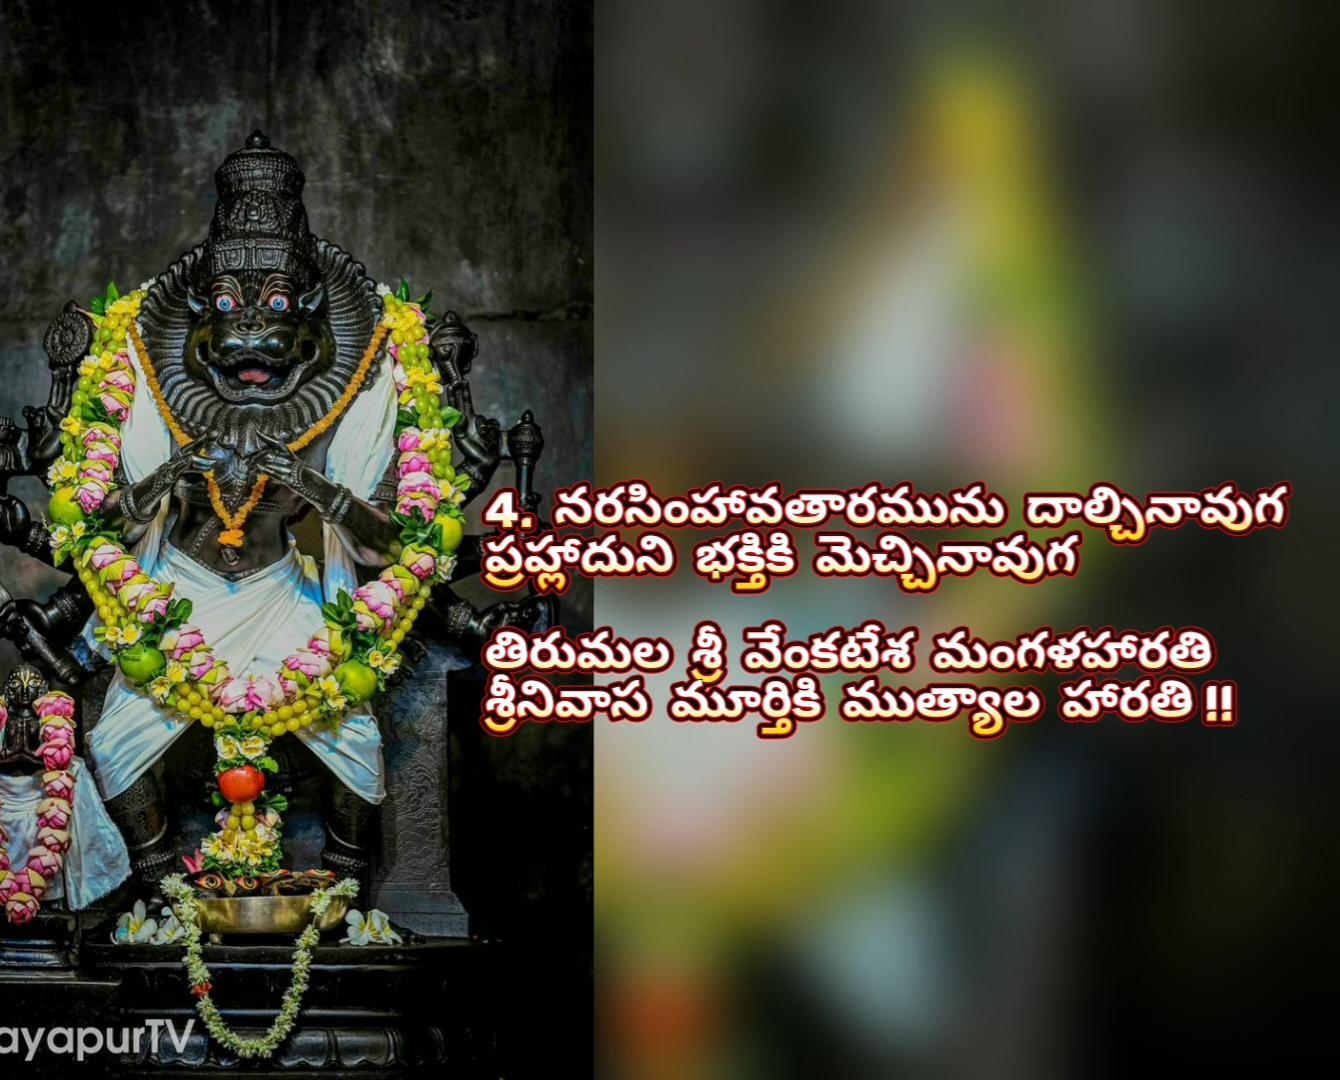 4. నరసింహావతారమును దాల్చినావుగ
ప్రహ్లాదుని భక్తికి మెచ్చినావుగ
తిరుమల శ్రీ వేంకటేశ మంగళహారతి
శ్రీనివాస మూర్తికి ముత్యాల హారతి !!
ayapurTV